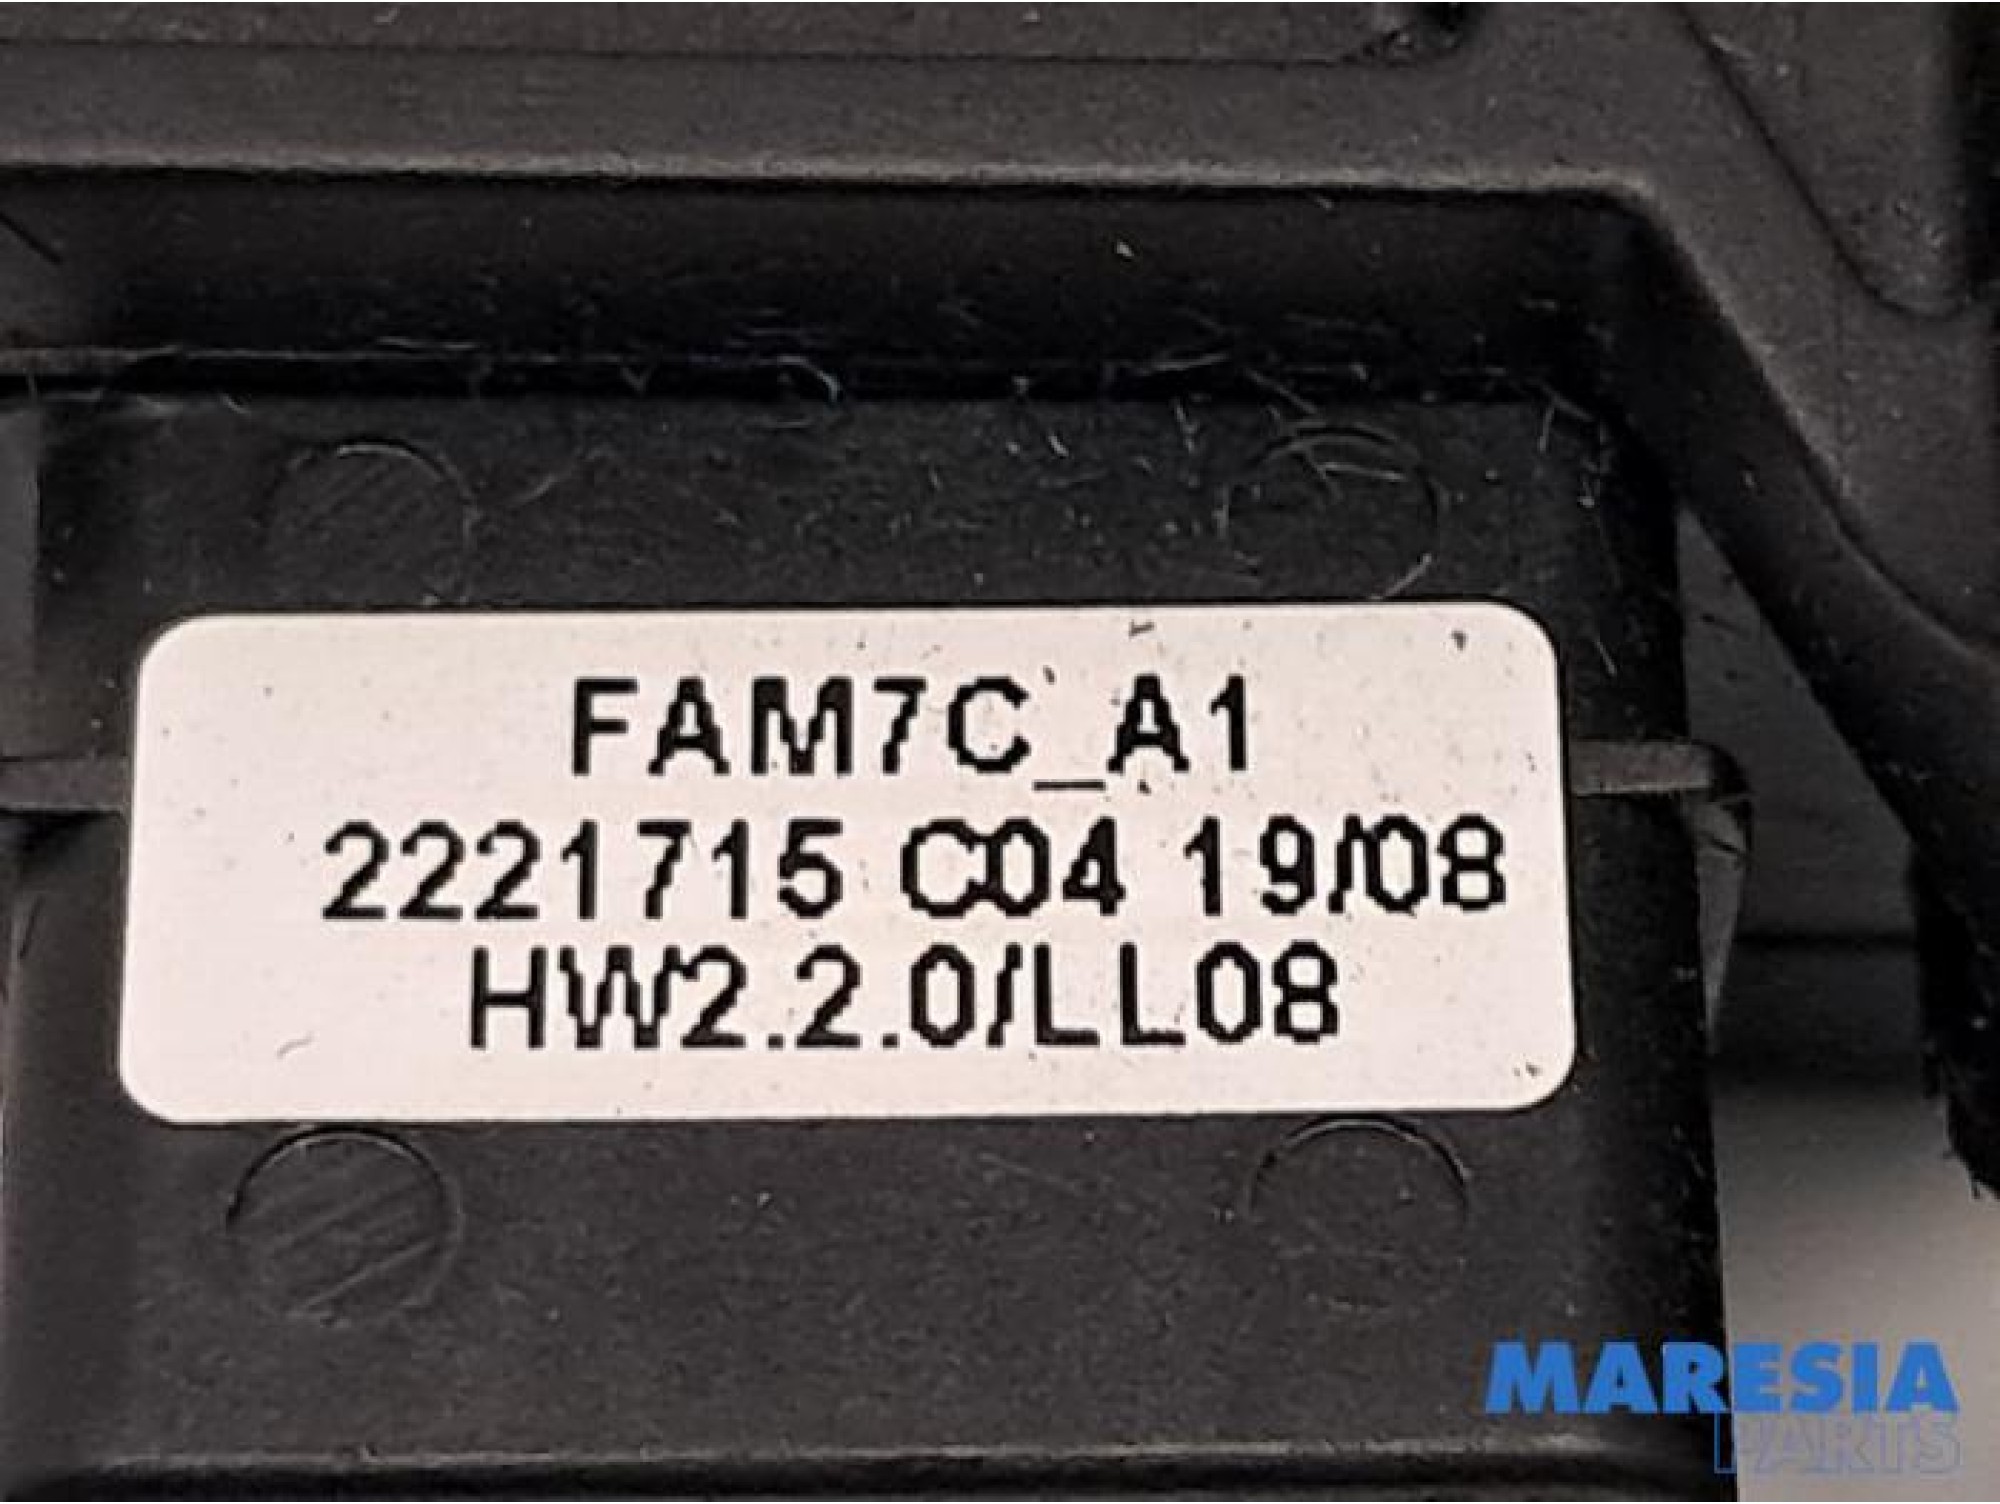 FAM7C_A1
2221715 C04 19/08
HW2.2.0/LL08
MARESIA
PARTS